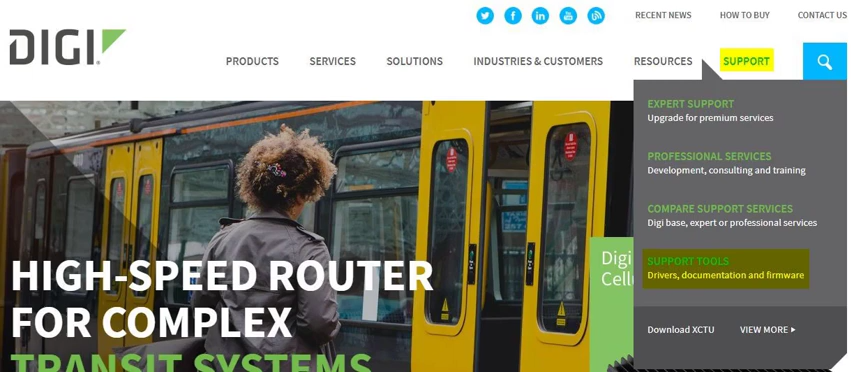 RECENT NEWS HOW TO BUY CONTACT US
DIGI
PRODUCTS SERVICES SOLUTIONS INDUSTRIES & CUSTOMERS RESOURCES SUPPORT
EXPERT SUPPORT
Upgrade for premium services
PROFESSIONAL SERVICES
Development, consulting and training
COMPARE SUPPORT SERVICES
Digi base, expert or professional services
SUPPORT TOOLS
Drivers, documentation and firmware
Download XCTU VIEW MORE
HIGH-SPEED ROUTER
FOR COMPLEX
TRANSIT SYSTEMS
Digi